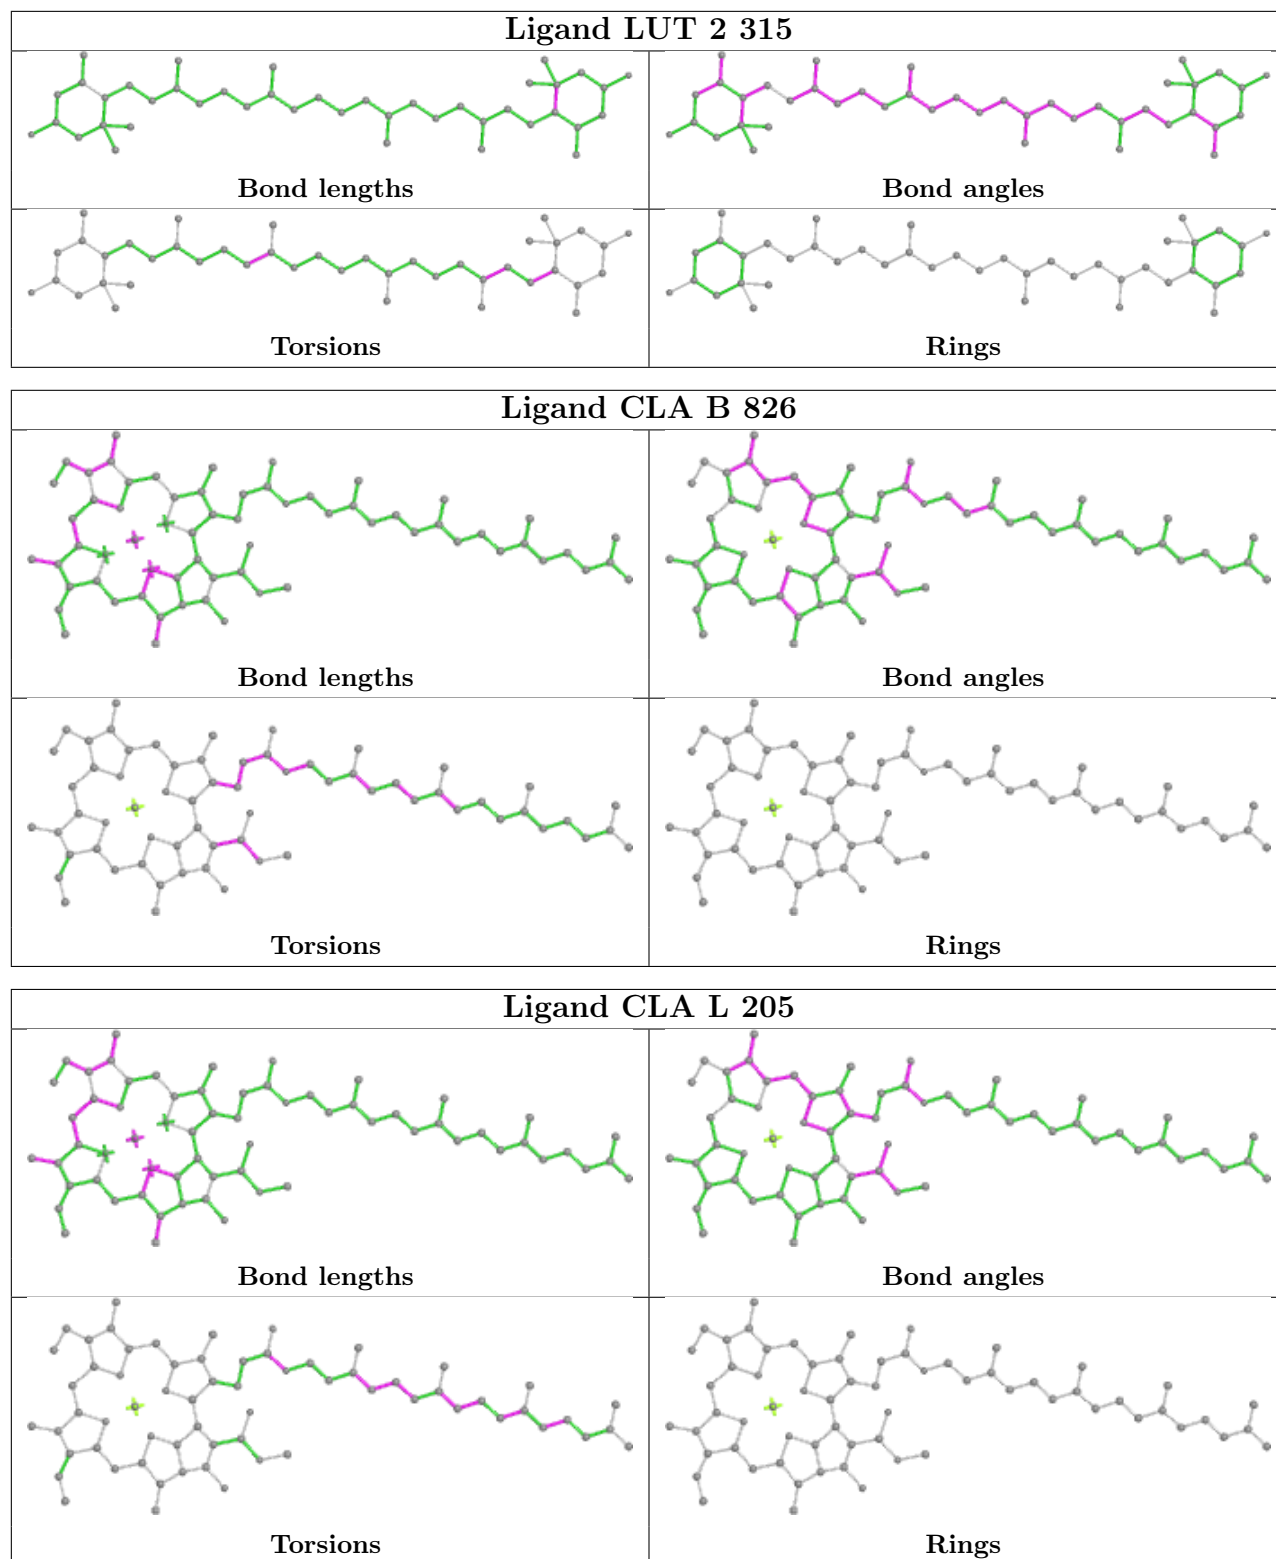 Ligand LUT 2 315
Bond lengths
Bond angles
Torsions
Rings
Ligand CLA B 826
Bond lengths
Bond angles
Torsions
Rings
Ligand CLA L 205
Bond lengths
Bond angles
Torsions
Rings